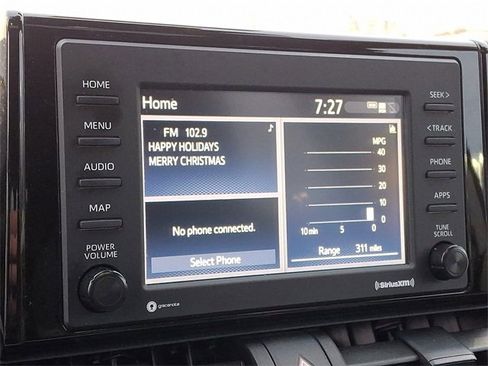 HOME
MENU
AUDIO
MAP
POWER
VOLUME
Home
7:27
FM 102.9
HAPPY HOLIDAYS
MERRY CHRISTMAS
No phone connected.
Select Phone
MPG
40
30
20
10
0
10 min 5 0
Range 311 miles
SEEK >
< TRACK
PHONE
APPS
TUNE
SCROLL
gracenote
SiriusXM